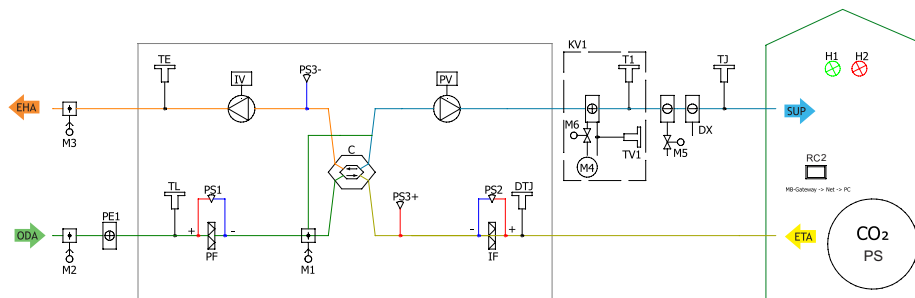 KV1
TE
IV
PS3-
PV
T1
TJ
H1
H2
EHA
SUP
M3
M6
M4
TV1
M5
DX
C
RC2
MB-Gateway -> Net -> PC
TL
PS1
PS3+
PS2
DTJ
PE1
ODA
+
-
-
+
ETA
M2
PF
M1
IF
CO₂
PS